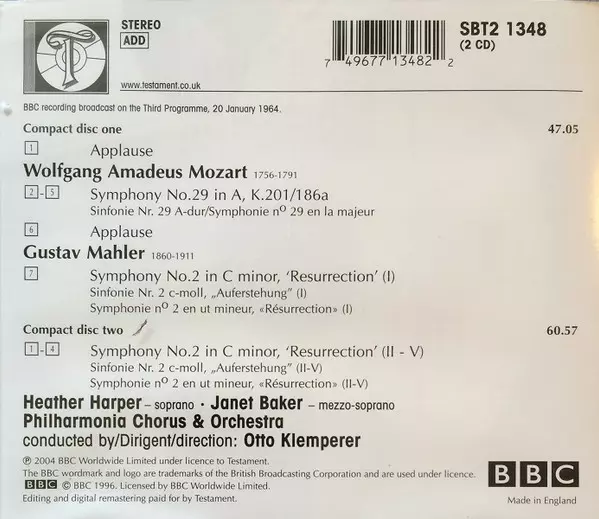 STEREO
ADD
T
www.testament.co.uk
SBT2 1348
(2 CD)
7 49677 13482 2
BBC recording broadcast on the Third Programme, 20 January 1964.
Compact disc one 47.05
1 Applause
Wolfgang Amadeus Mozart 1756-1791
2-5 Symphony No.29 in A, K.201/186a
Sinfonie Nr. 29 A-dur/Symphonie nº 29 en la majeur
6 Applause
Gustav Mahler 1860-1911
7 Symphony No.2 in C minor, ‘Resurrection’ (I)
Sinfonie Nr. 2 c-moll, „Auferstehung” (I)
Symphonie nº 2 en ut mineur, «Résurrection» (I)
Compact disc two 60.57
1-4 Symphony No.2 in C minor, ‘Resurrection’ (II - V)
Sinfonie Nr. 2 c-moll, „Auferstehung” (II-V)
Symphonie nº 2 en ut mineur, «Résurrection» (II-V)
Heather Harper – soprano · Janet Baker – mezzo-soprano
Philharmonia Chorus & Orchestra
conducted by/Dirigent/direction: Otto Klemperer
℗ 2004 BBC Worldwide Limited under licence to Testament.
The BBC wordmark and logo are trademarks of the British Broadcasting Corporation and are used under licence.
BBC © BBC 1996. Licensed by BBC Worldwide Limited.
Editing and digital remastering paid for by Testament.
BBC
Made in England